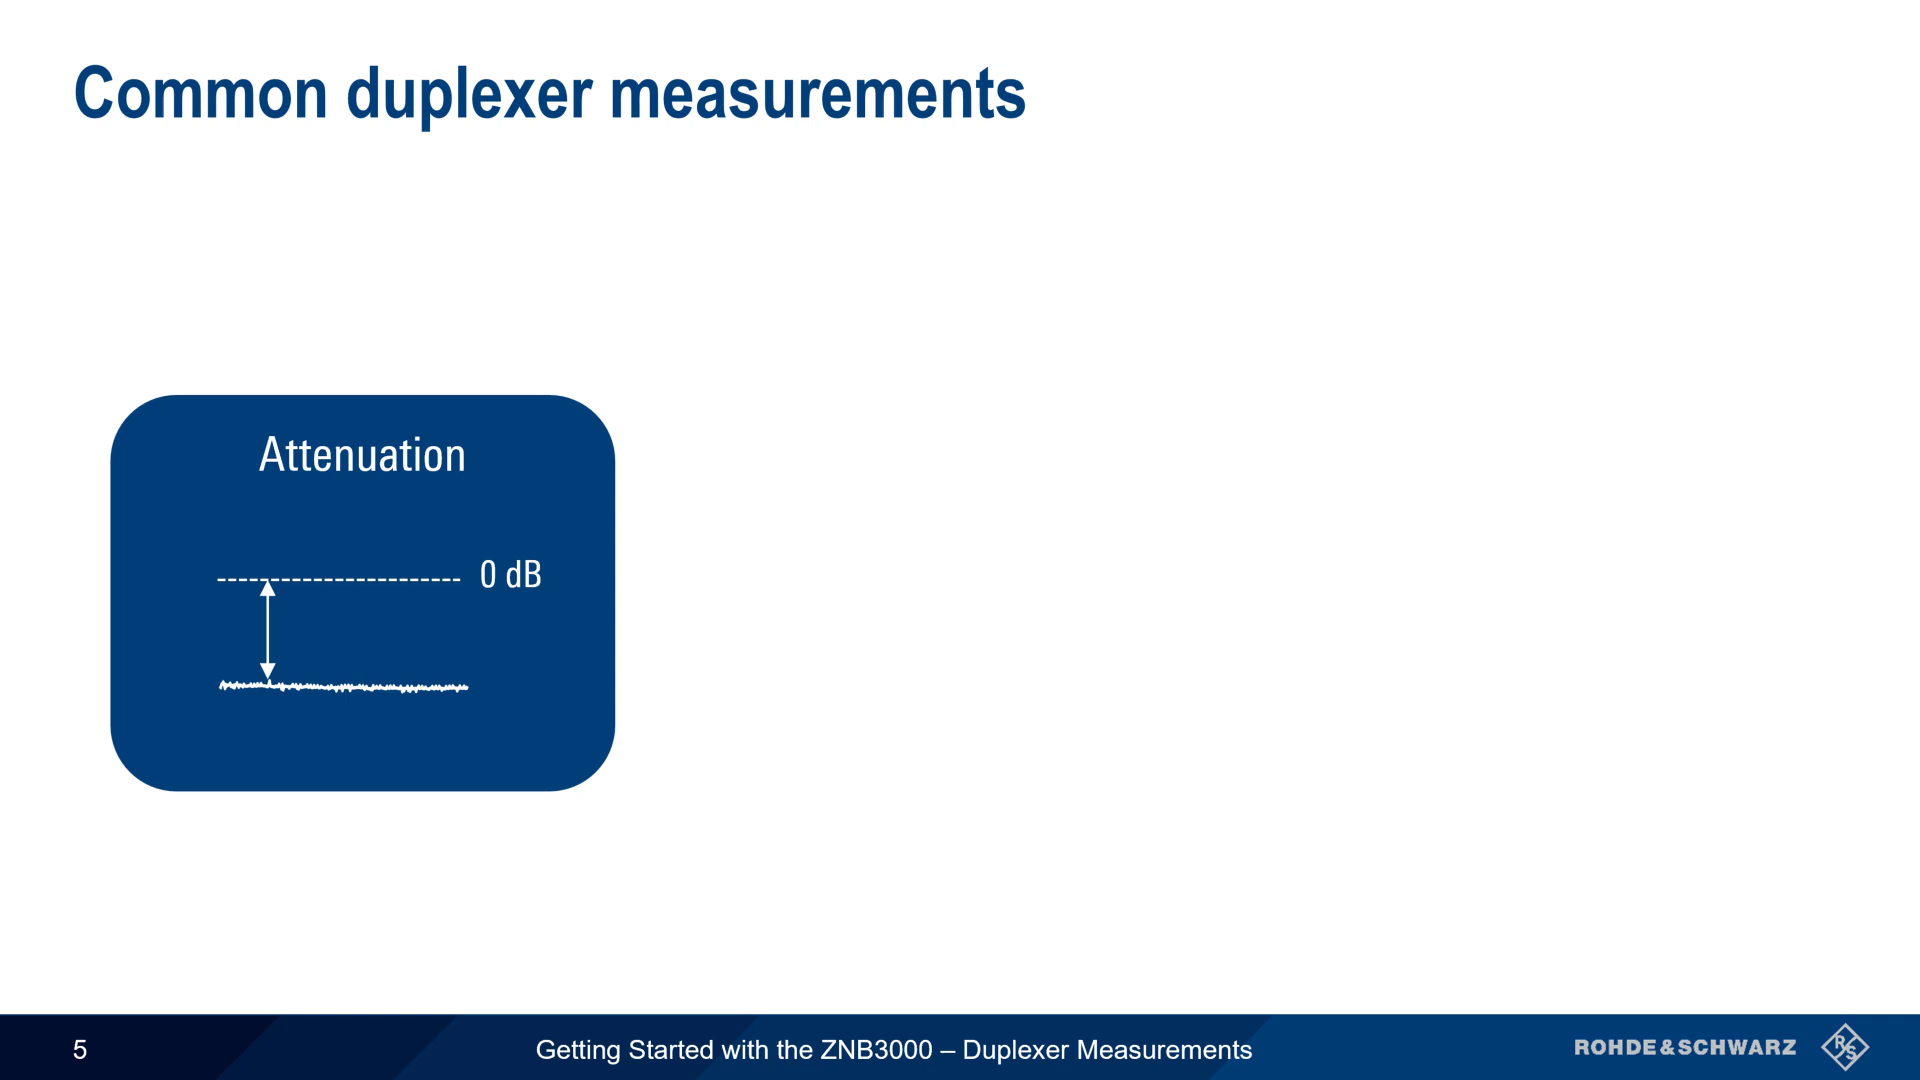 Common duplexer measurements
Attenuation
0 dB
5
Getting Started with the ZNB3000 – Duplexer Measurements
ROHDE&SCHWARZ
R S